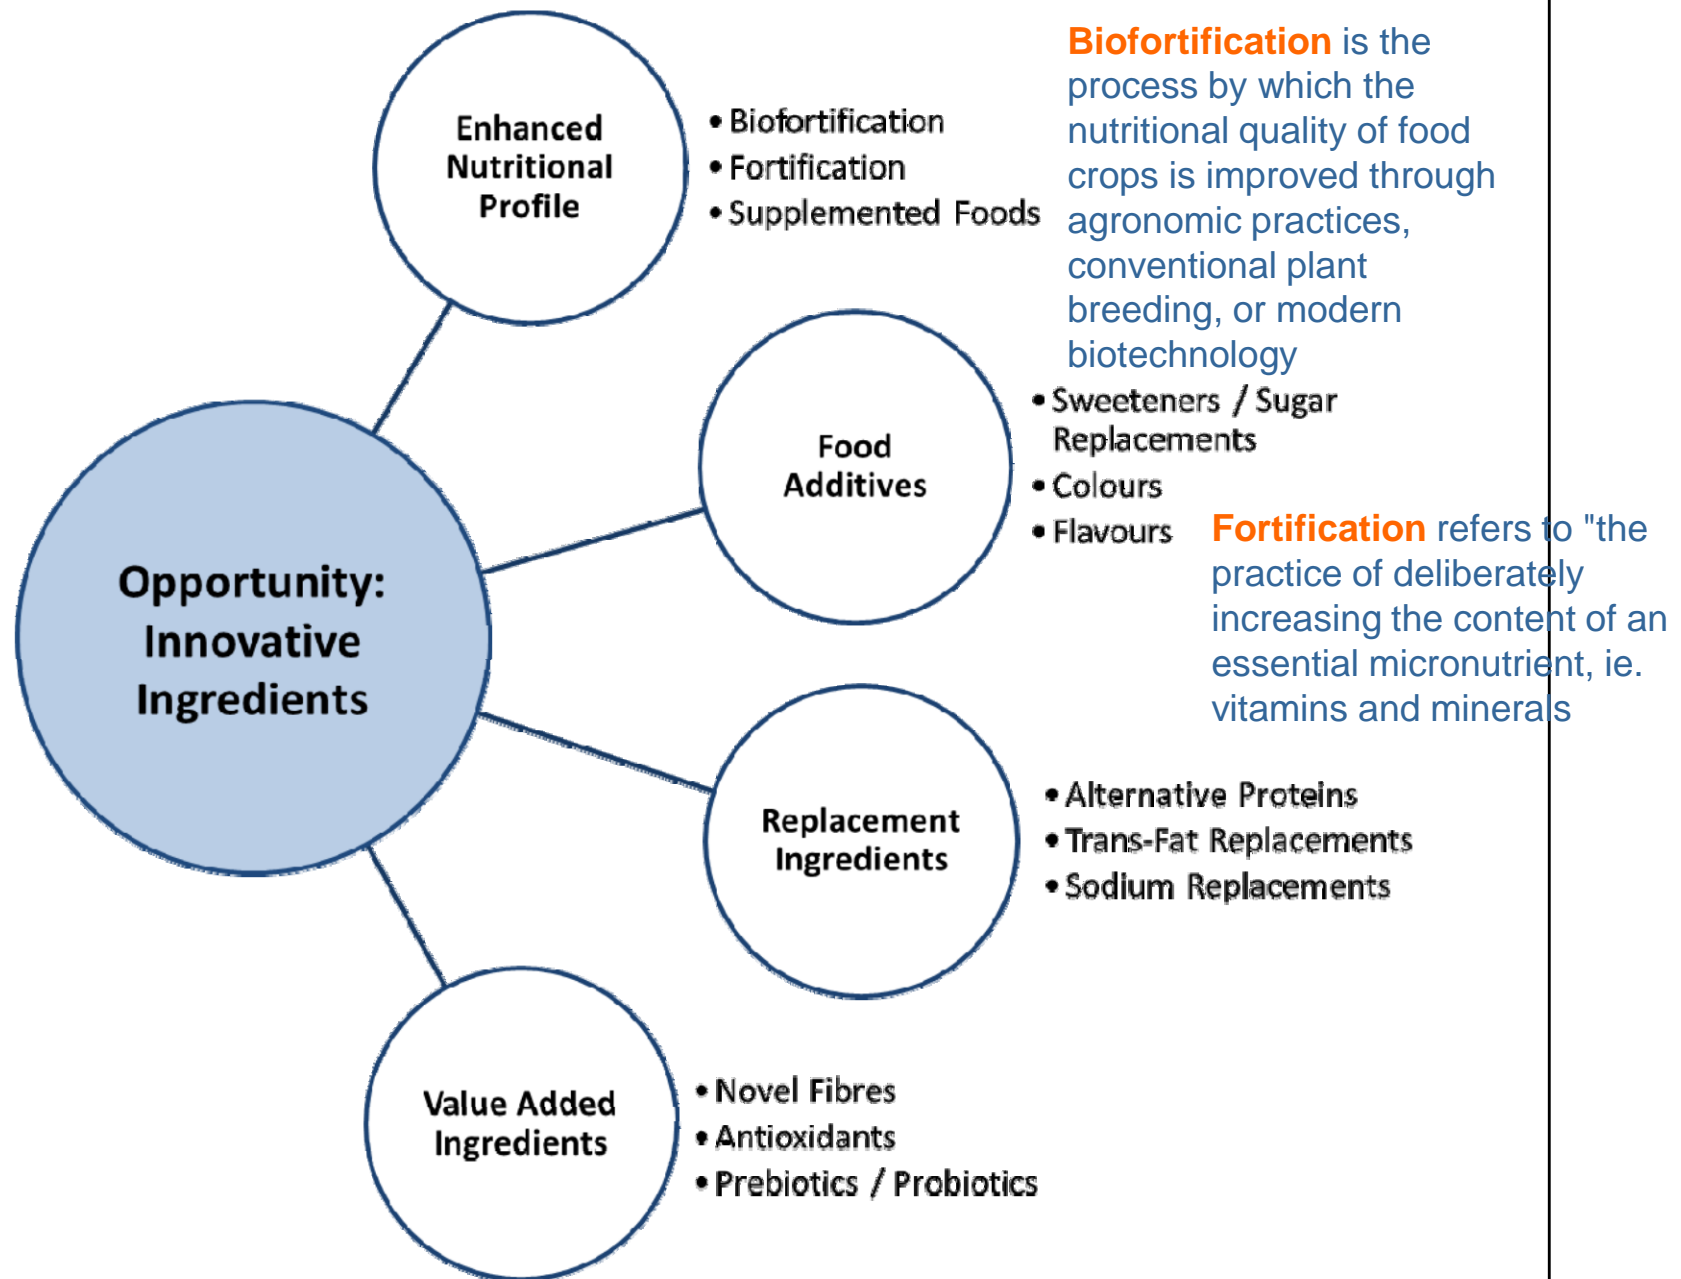 Biofortification is the
process by which the
nutritional quality of food
crops is improved through
agronomic practices,
conventional plant
breeding, or modern
biotechnology
Enhanced
Nutritional
Profile
• Biofortification
• Fortification
• Supplemented Foods
Food
Additives
• Sweeteners / Sugar
Replacements
• Colours
• Flavours
Fortification refers to "the
practice of deliberately
increasing the content of an
essential micronutrient, ie.
vitamins and minerals
Opportunity:
Innovative
Ingredients
Replacement
Ingredients
• Alternative Proteins
• Trans-Fat Replacements
• Sodium Replacements
Value Added
Ingredients
• Novel Fibres
• Antioxidants
• Prebiotics / Probiotics